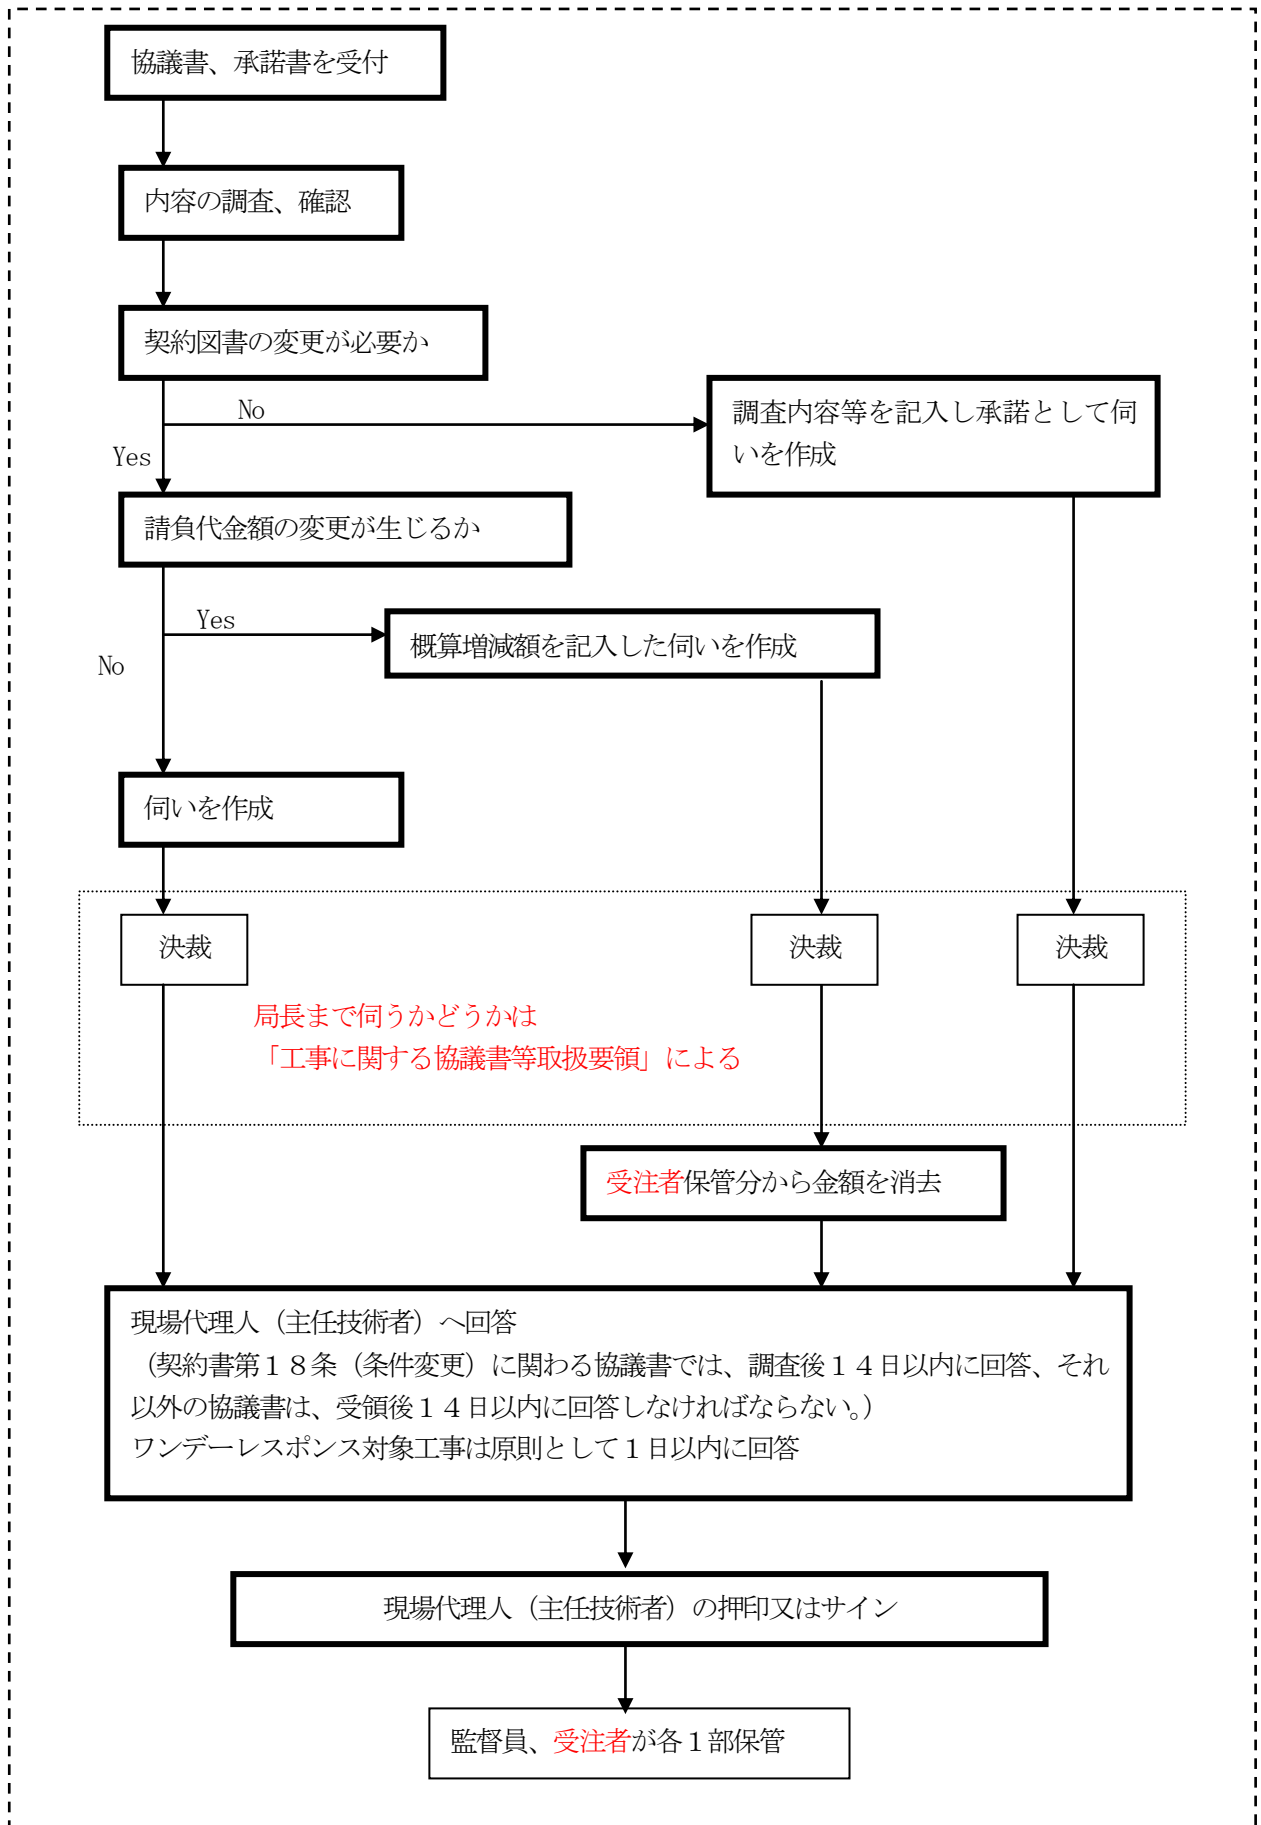 協議書、承諾書を受付
内容の調査、確認
契約図書の変更が必要か
No
調査内容等を記入し承諾として伺
いを作成
Yes
請負代金額の変更が生じるか
Yes
概算増減額を記入した伺いを作成
No
伺いを作成
決裁
決裁
決裁
局長まで伺うかどうかは
「工事に関する協議書等取扱要領」による
受注者保管分から金額を消去
現場代理人（主任技術者）へ回答
（契約書第１８条（条件変更）に関わる協議書では、調査後１４日以内に回答、それ
以外の協議書は、受領後１４日以内に回答しなければならない。）
ワンデーレスポンス対象工事は原則として１日以内に回答
現場代理人（主任技術者）の押印又はサイン
監督員、受注者が各１部保管